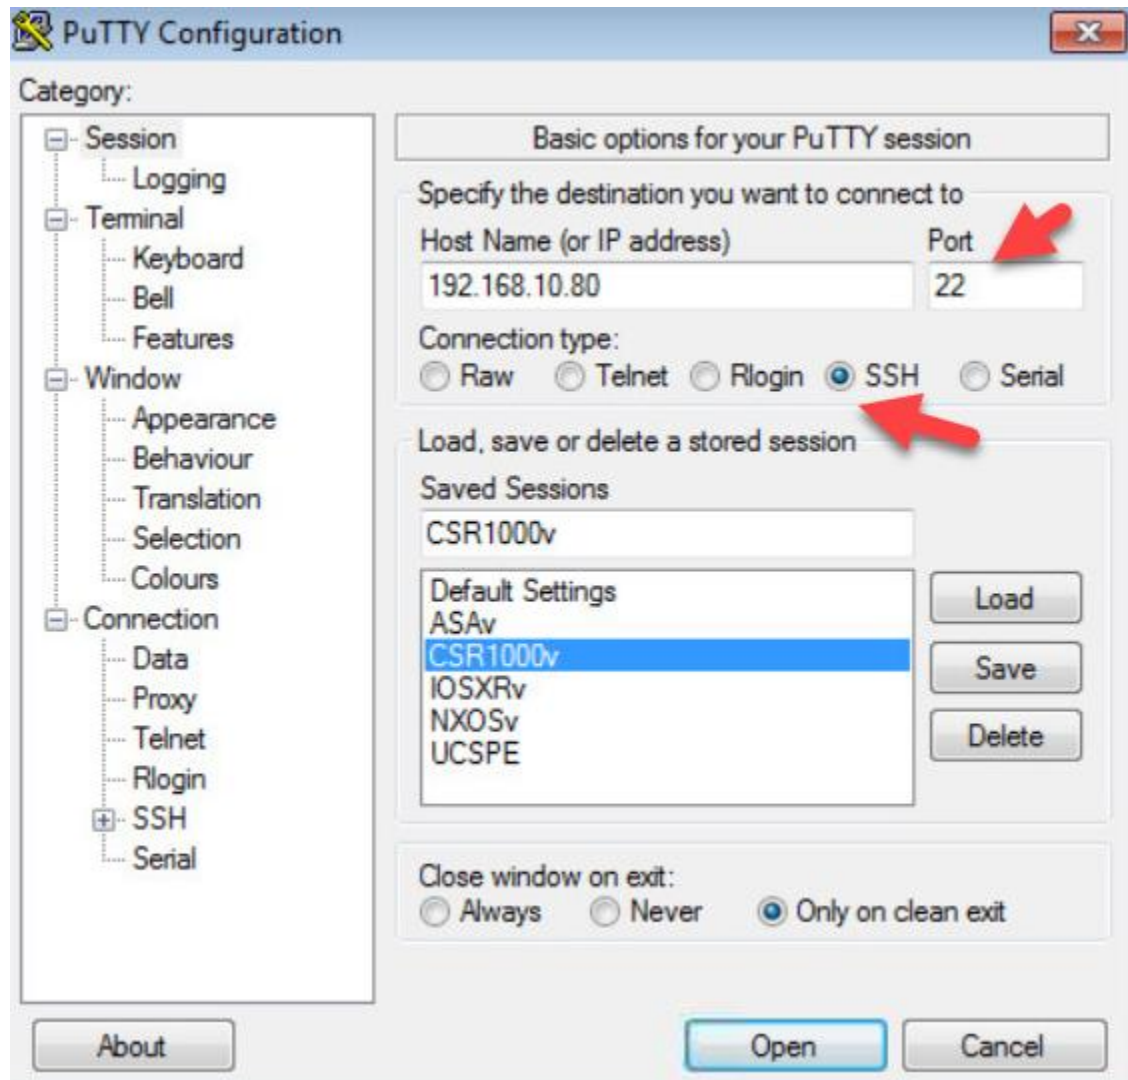 PuTTY Configuration
Category:
Session
Logging
Terminal
Keyboard
Bell
Features
Window
Appearance
Behaviour
Translation
Selection
Colours
Connection
Data
Proxy
Telnet
Rlogin
SSH
Serial
Basic options for your PuTTY session
Specify the destination you want to connect to
Host Name (or IP address) Port
192.168.10.80 22
Connection type:
Raw Telnet Rlogin SSH Serial
Load, save or delete a stored session
Saved Sessions
CSR1000v
Default Settings
ASAv
CSR1000v
IOSXRv
NXOSv
UCSPE
Load
Save
Delete
Close window on exit:
Always Never Only on clean exit
About Open Cancel